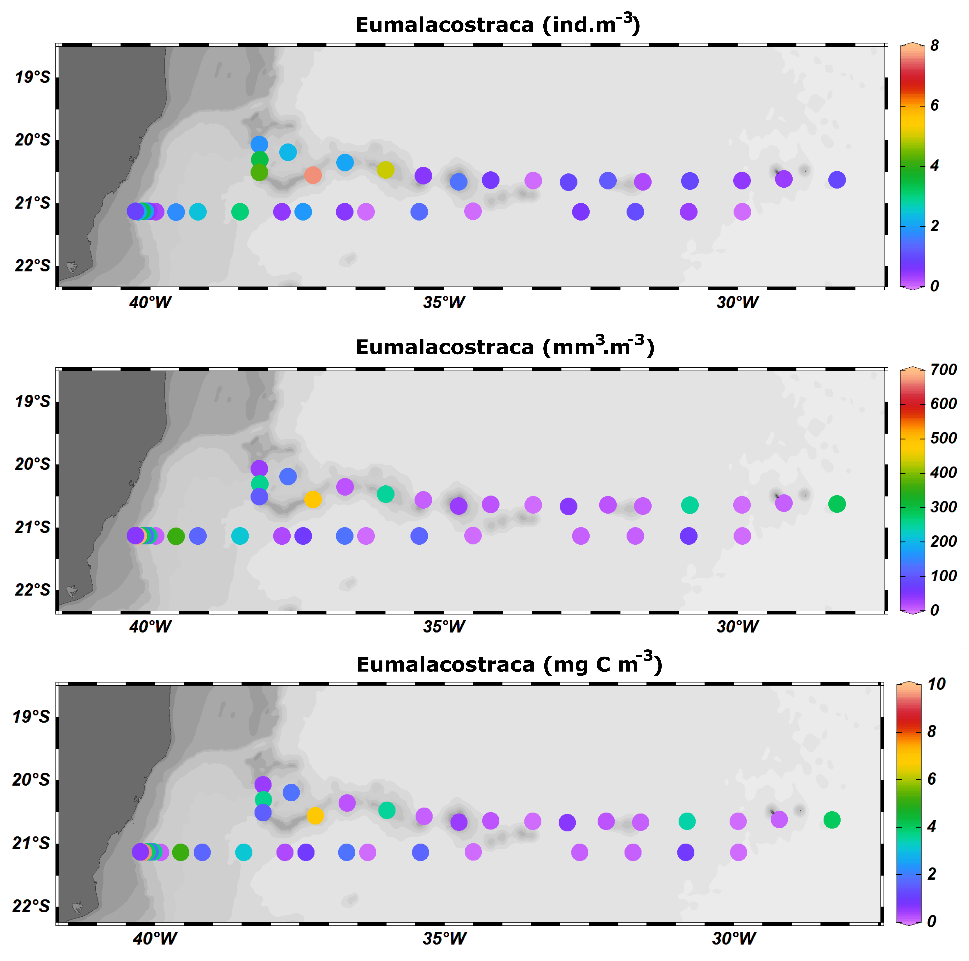 Eumalacostraca (ind.m-3)
19°S
20°S
21°S
22°S
40°W
35°W
30°W
8
6
4
2
0
Eumalacostraca (mm3.m-3)
19°S
20°S
21°S
22°S
40°W
35°W
30°W
700
600
500
400
300
200
100
0
Eumalacostraca (mg C m-3)
19°S
20°S
21°S
22°S
40°W
35°W
30°W
10
8
6
4
2
0